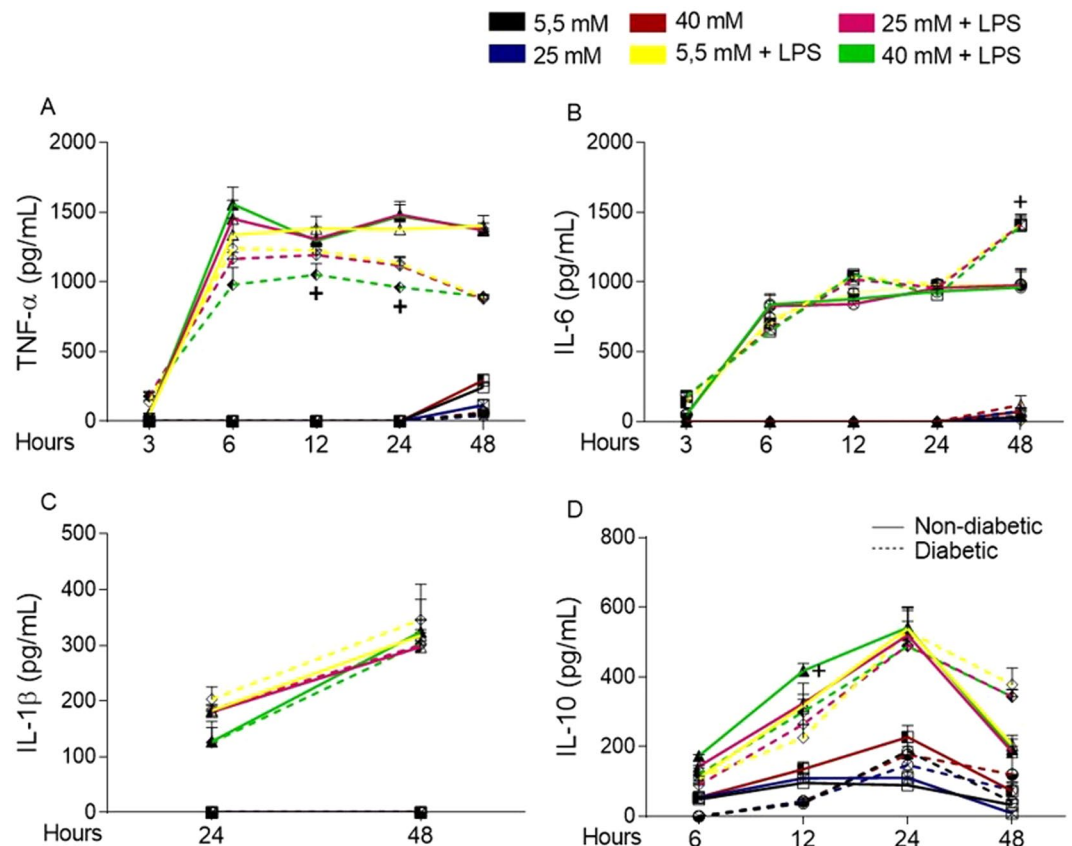 5,5 mM 40 mM 25 mM + LPS
25 mM 5,5 mM + LPS 40 mM + LPS
A
TNF-α (pg/mL)
2000
1500
1000
500
0
+ +
Hours 3 6 12 24 48
B
IL-6 (pg/mL)
2000
1500
1000
500
0
+
Hours 3 6 12 24 48
C
IL-1β (pg/mL)
500
400
300
200
100
0
Hours 24 48
D
Non-diabetic
Diabetic
IL-10 (pg/mL)
800
600
400
200
0
+
Hours 6 12 24 48